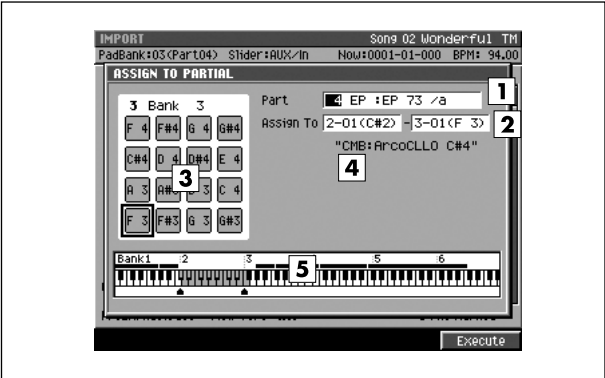 IMPORT Song 02 Wonderful TM
PadBank:03(Part04) Slider:AUX/In Now:0001-01-000 BPM: 94.00
ASSIGN TO PARTIAL
3 Bank 3
Part 4 EP :EP 73 /a 1
Assign To 2-01(C#2) - 3-01(F 3) 2
"CMB:ArcoCLLO C#4"
4
F 4 F#4 G 4 G#4
C#4 D 4 D#4 E 4
3
A 3 A#3 C 4
F 3 F#3 G 3 G#3
Bank1 2 3 5 6
5
Execute